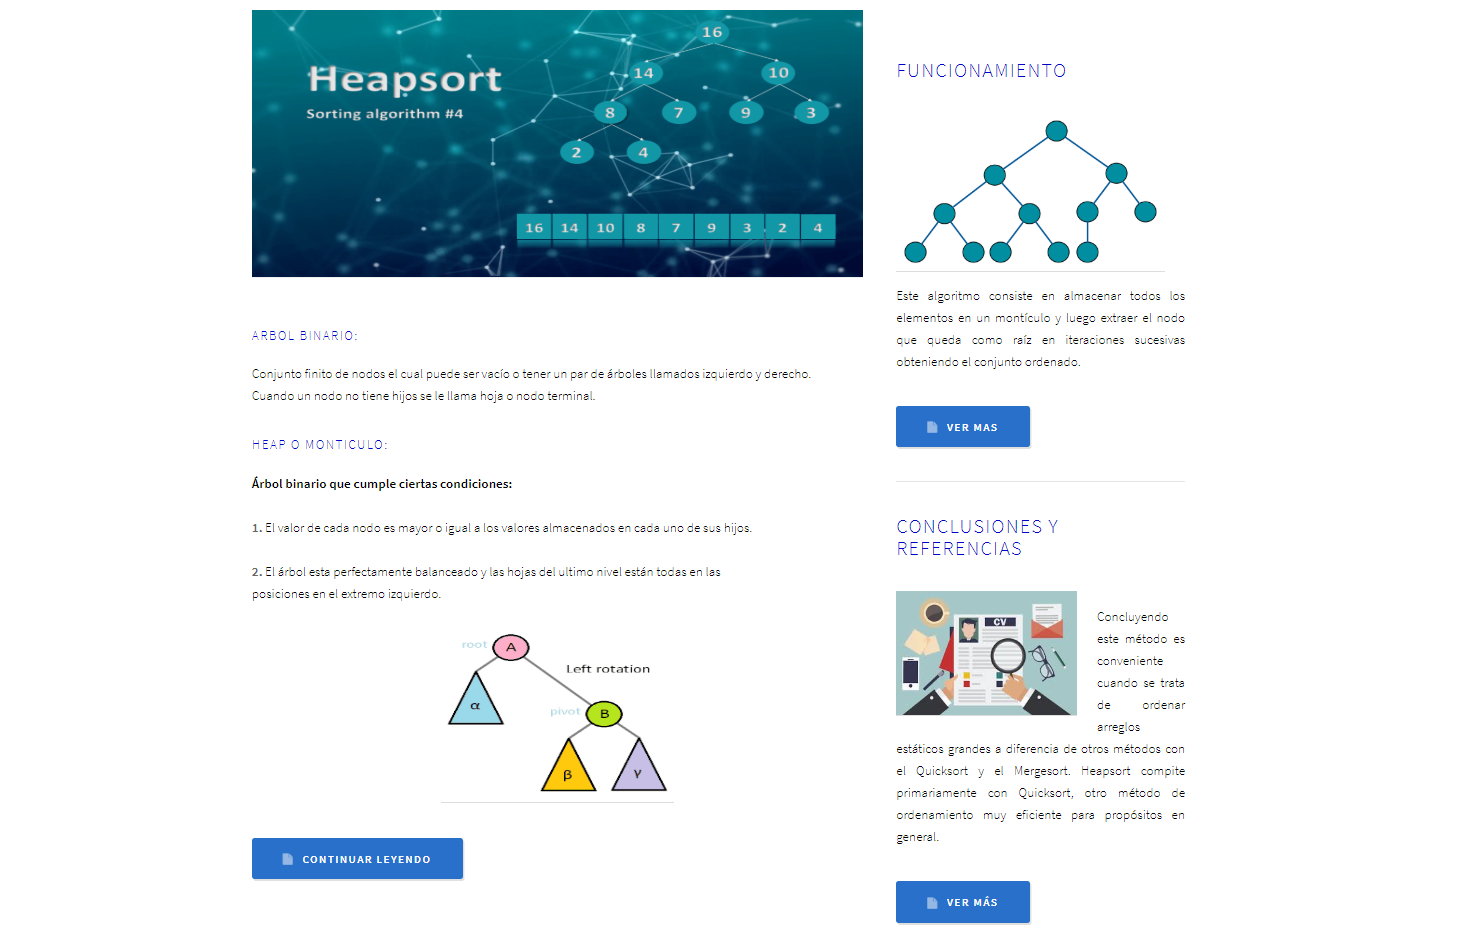 Heapsort
Sorting algorithm #4
16
14 10
8 7 9 3
2 4
16 14 10 8 7 9 3 2 4
ARBOL BINARIO:
Conjunto finito de nodos el cual puede ser vacío o tener un par de árboles llamados izquierdo y derecho.
Cuando un nodo no tiene hijos se le llama hoja o nodo terminal.
HEAP O MONTICULO:
Árbol binario que cumple ciertas condiciones:
1. El valor de cada nodo es mayor o igual a los valores almacenados en cada uno de sus hijos.
2. El árbol esta perfectamente balanceado y las hojas del ultimo nivel están todas en las
posiciones en el extremo izquierdo.
root A
Left rotation
α
pivot B
β γ
CONTINUAR LEYENDO
FUNCIONAMIENTO
Este algoritmo consiste en almacenar todos los
elementos en un montículo y luego extraer el nodo
que queda como raíz en iteraciones sucesivas
obteniendo el conjunto ordenado.
VER MAS
CONCLUSIONES Y
REFERENCIAS
CV
Concluyendo
este método es
conveniente
cuando se trata
de ordenar
arreglos
estáticos grandes a diferencia de otros métodos con
el Quicksort y el Mergesort. Heapsort compite
primariamente con Quicksort, otro método de
ordenamiento muy eficiente para propósitos en
general.
VER MÁS